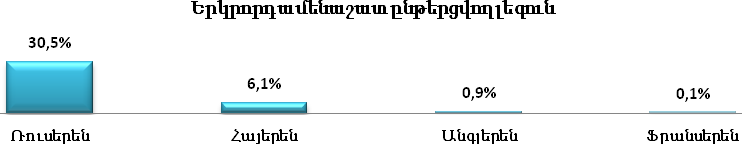 Երկրորդ ամենաշատ ընթերցվող լեզուն
30,5%
6,1%
0,9%
0,1%
Ռուսերեն
Հայերեն
Անգլերեն
Ֆրանսերեն